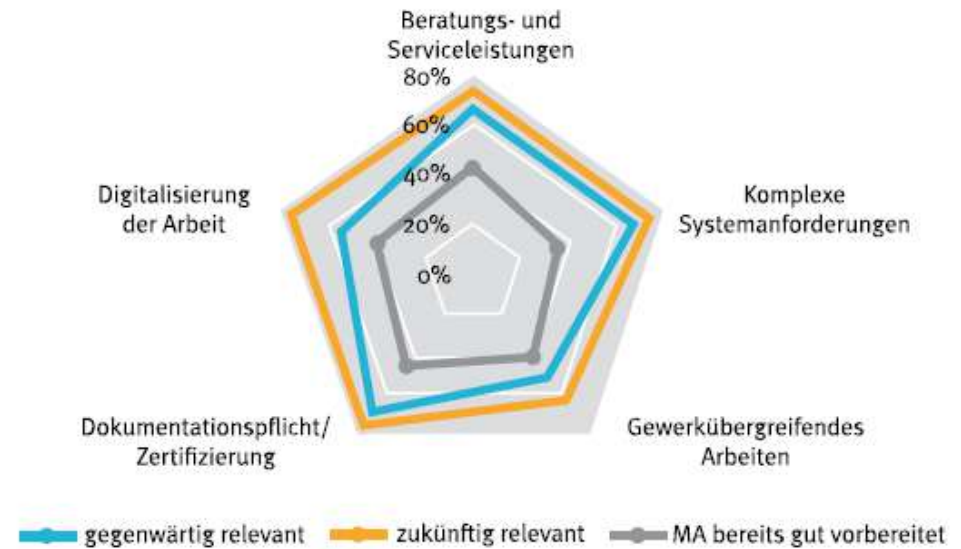 Beratungs- und
Serviceleistungen
80%
60%
40%
20%
0%
Digitalisierung
der Arbeit
Komplexe
Systemanforderungen
Dokumentationspflicht/
Zertifizierung
Gewerkübergreifendes
Arbeiten
gegenwärtig relevant
zukünftig relevant
MA bereits gut vorbereitet